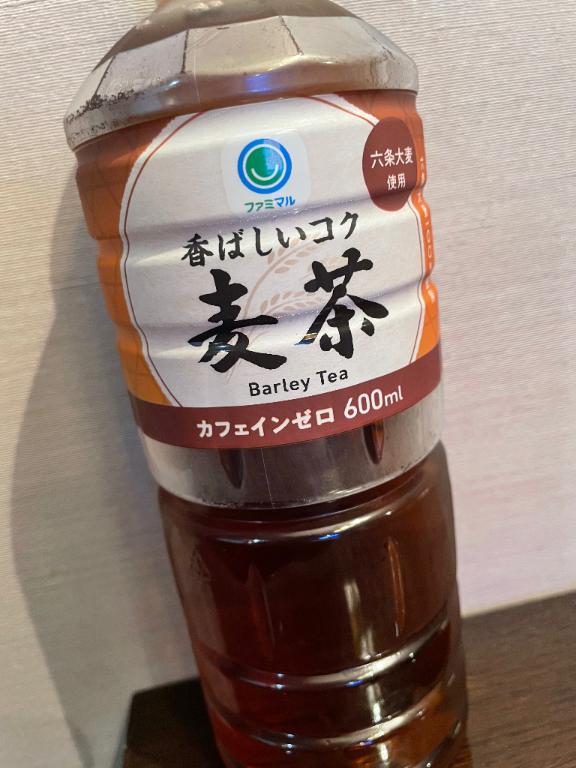 ファミマル
六条大麦
使用
香ばしいコク
麦茶
Barley Tea
カフェインゼロ 600ml